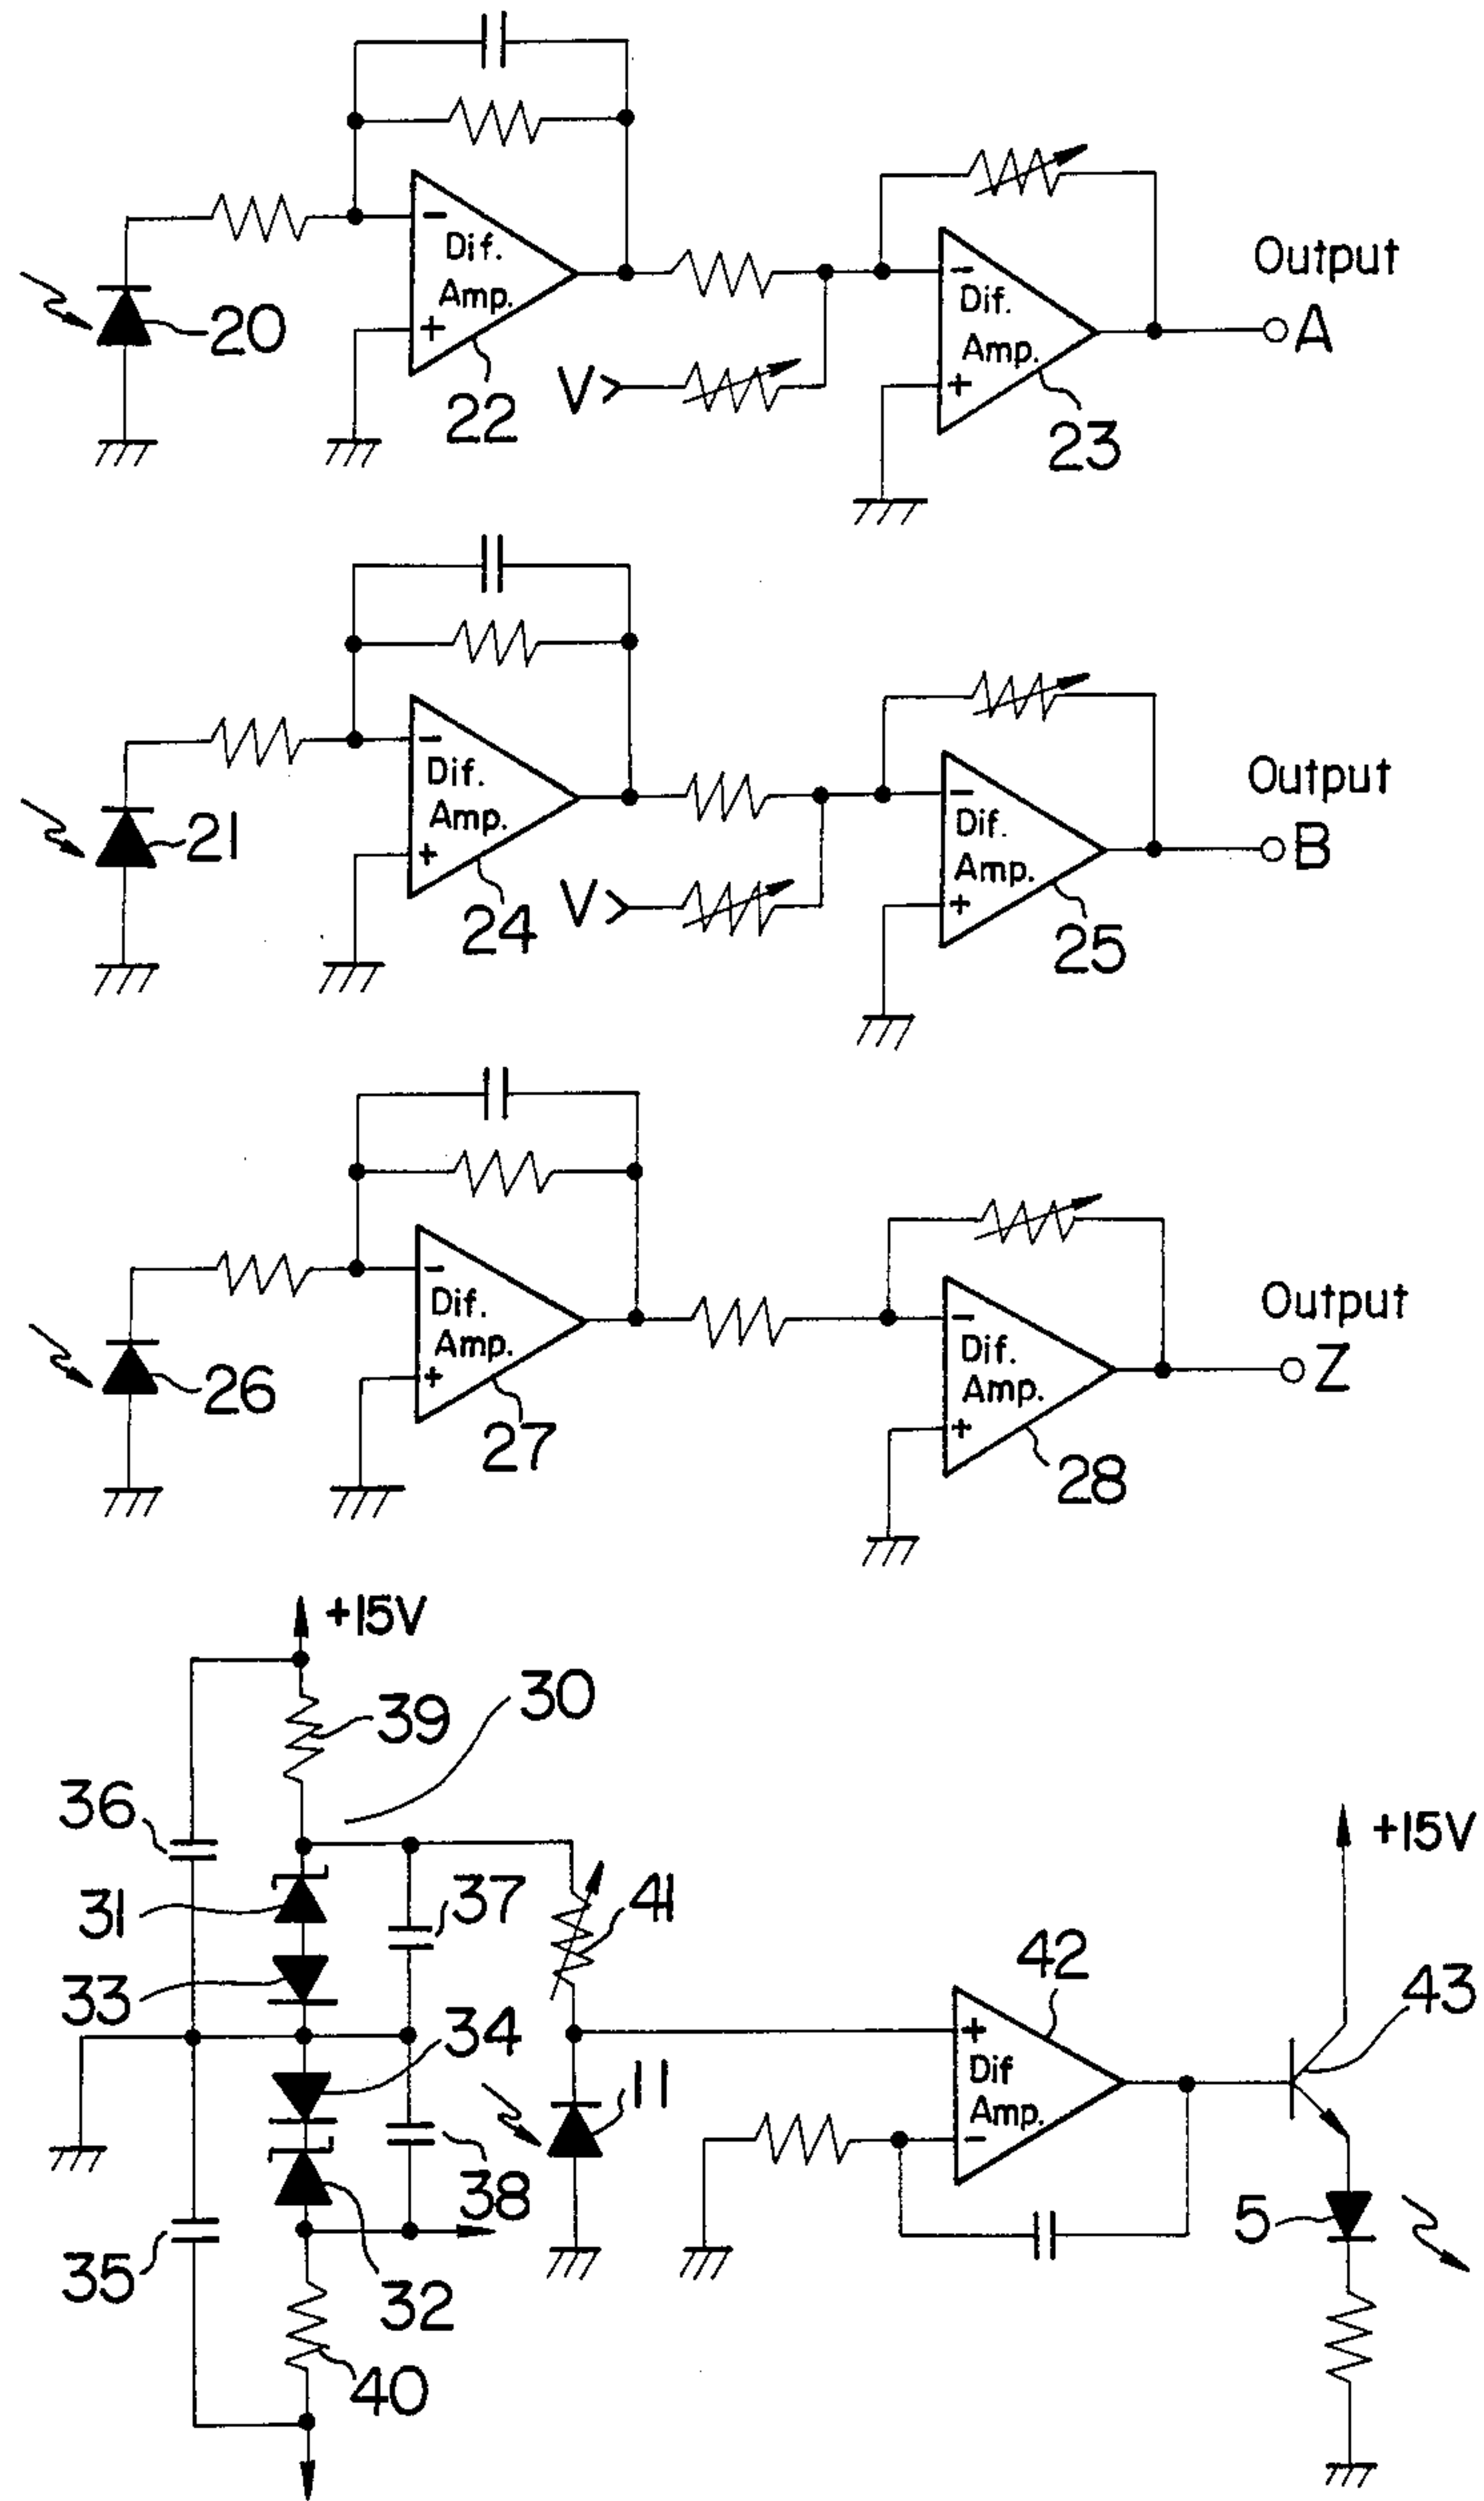 −
Dif.
Amp.
+
20
22
V
−
Dif.
Amp.
+
23
Output
A
−
Dif.
Amp.
+
21
24
V
−
Dif.
Amp.
+
25
Output
B
−
Dif.
Amp.
+
26
27
−
Dif.
Amp.
+
28
Output
Z
+15V
30
39
36
+15V
31
37
41
33
42
43
34
+
Dif
Amp.
−
11
38
5
35
32
40